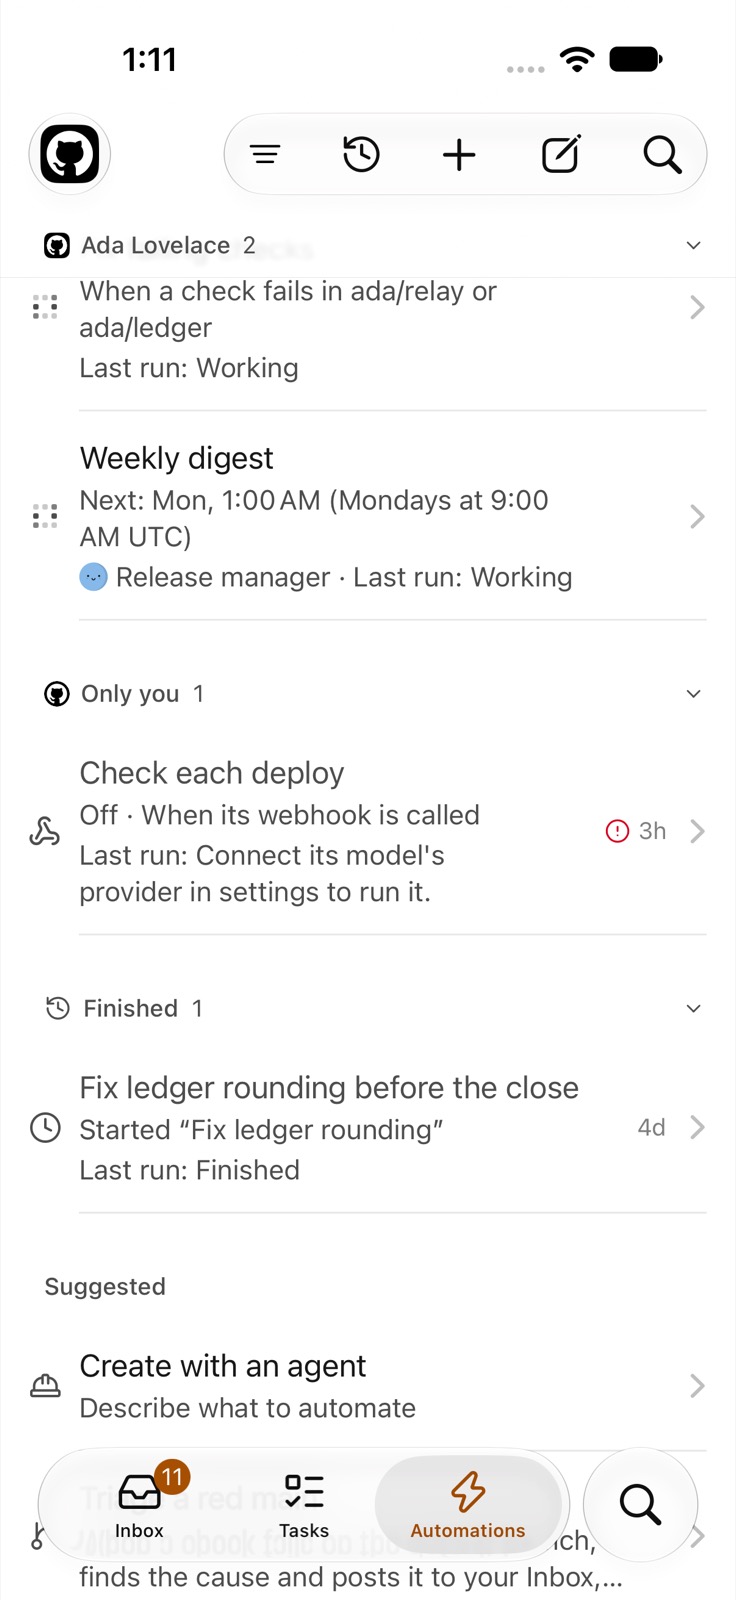 1:11
Ada Lovelace 2
When a check fails in ada/relay or
ada/ledger
Last run: Working
Weekly digest
Next: Mon, 1:00 AM (Mondays at 9:00
AM UTC)
Release manager · Last run: Working
Only you 1
Check each deploy
Off · When its webhook is called
Last run: Connect its model's
provider in settings to run it.
3h
Finished 1
Fix ledger rounding before the close
Started “Fix ledger rounding”
Last run: Finished
4d
Suggested
Create with an agent
Describe what to automate
Triage a red
11
Inbox
Tasks
Automations
finds the cause and posts it to your Inbox,...